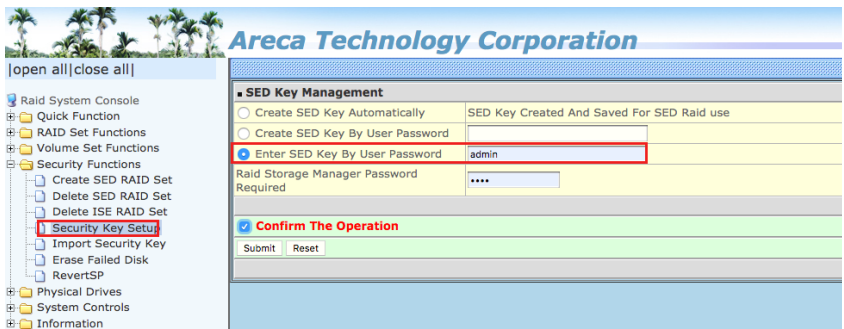 Areca Technology Corporation
|open all|close all|
Raid System Console
Quick Function
RAID Set Functions
Volume Set Functions
Security Functions
Create SED RAID Set
Delete SED RAID Set
Delete ISE RAID Set
Security Key Setup
Import Security Key
Erase Failed Disk
RevertSP
Physical Drives
System Controls
Information
SED Key Management
Create SED Key Automatically SED Key Created And Saved For SED Raid use
Create SED Key By User Password
Enter SED Key By User Password admin
Raid Storage Manager Password
Required ••••
Confirm The Operation
Submit Reset